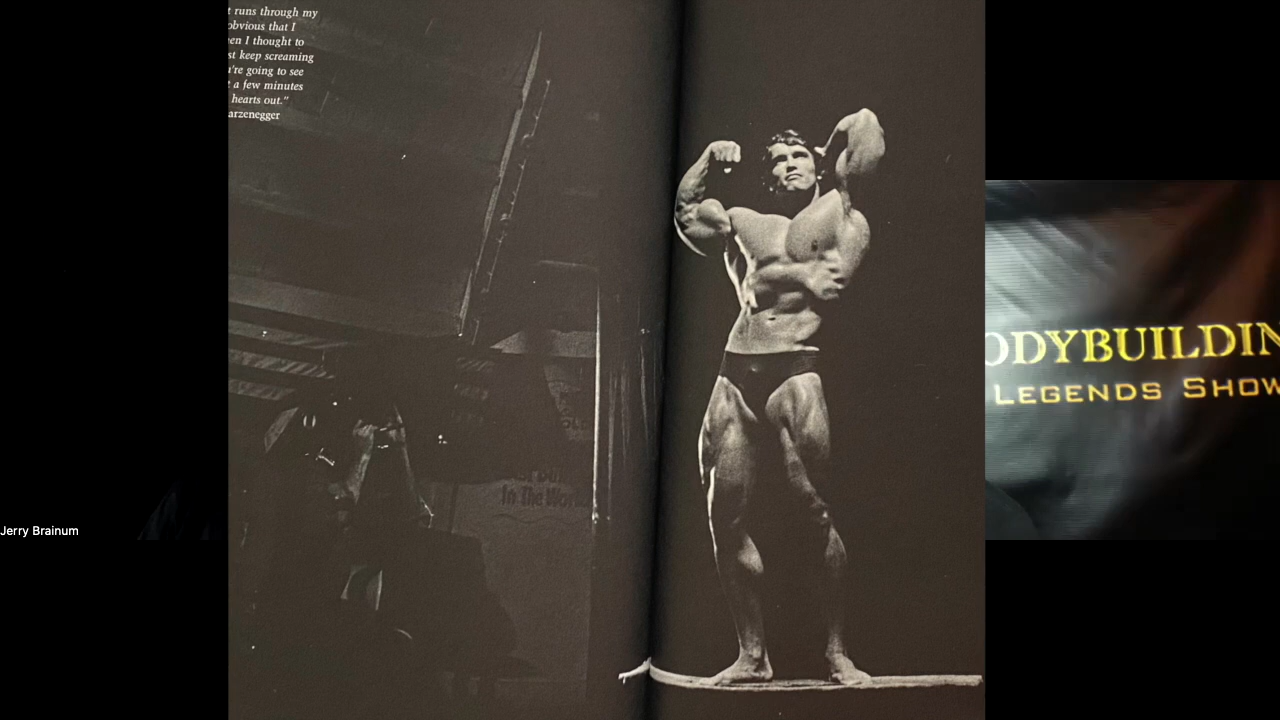 t runs through my
obvious that I
en I thought to
st keep screaming
u're going to see
t a few minutes
hearts out."
arzenegger
In the World
Jerry Brainum
ODYBUILDIN
LEGENDS SHOW